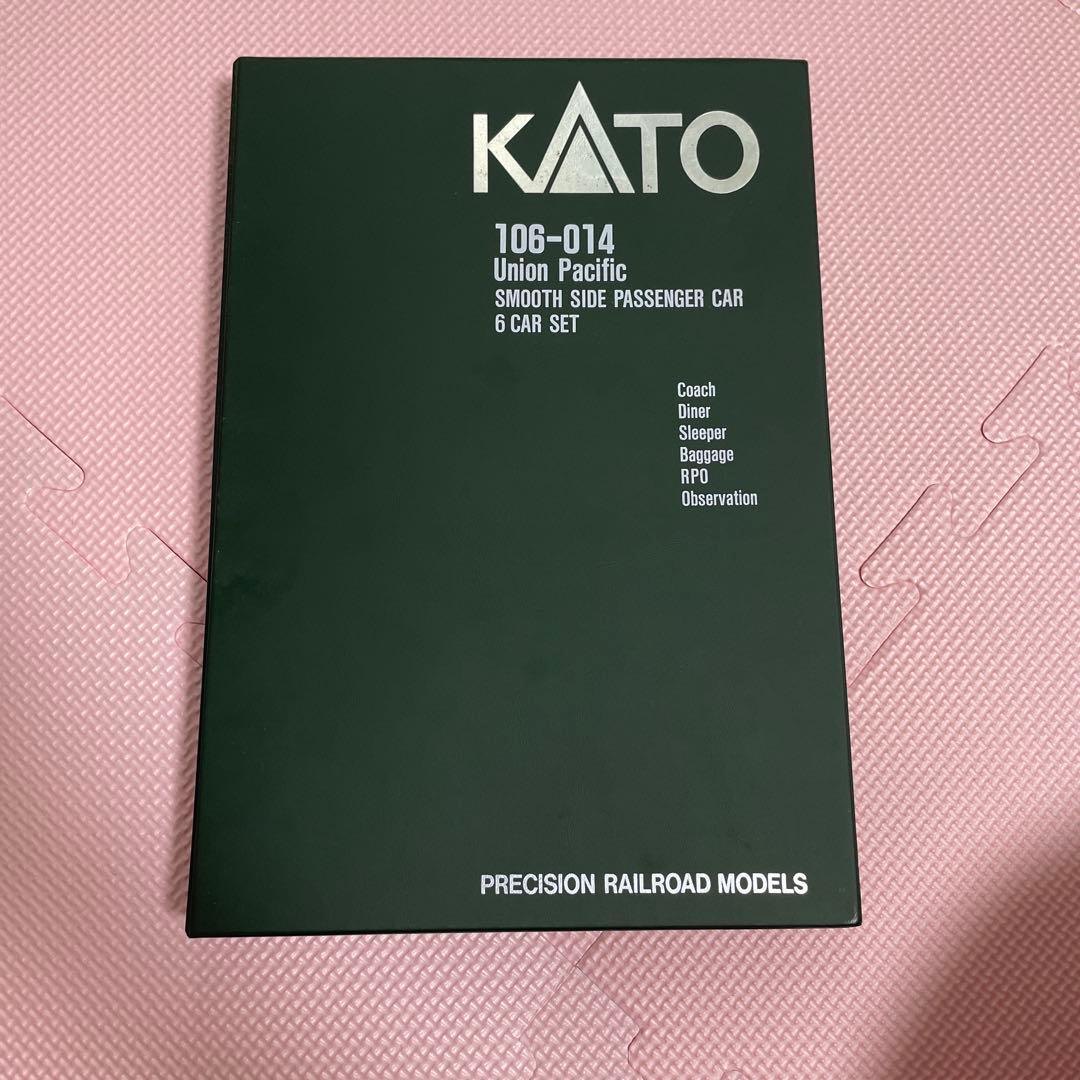 KATO
106-014
Union Pacific
SMOOTH SIDE PASSENGER CAR
6 CAR SET
Coach
Diner
Sleeper
Baggage
RPO
Observation
PRECISION RAILROAD MODELS